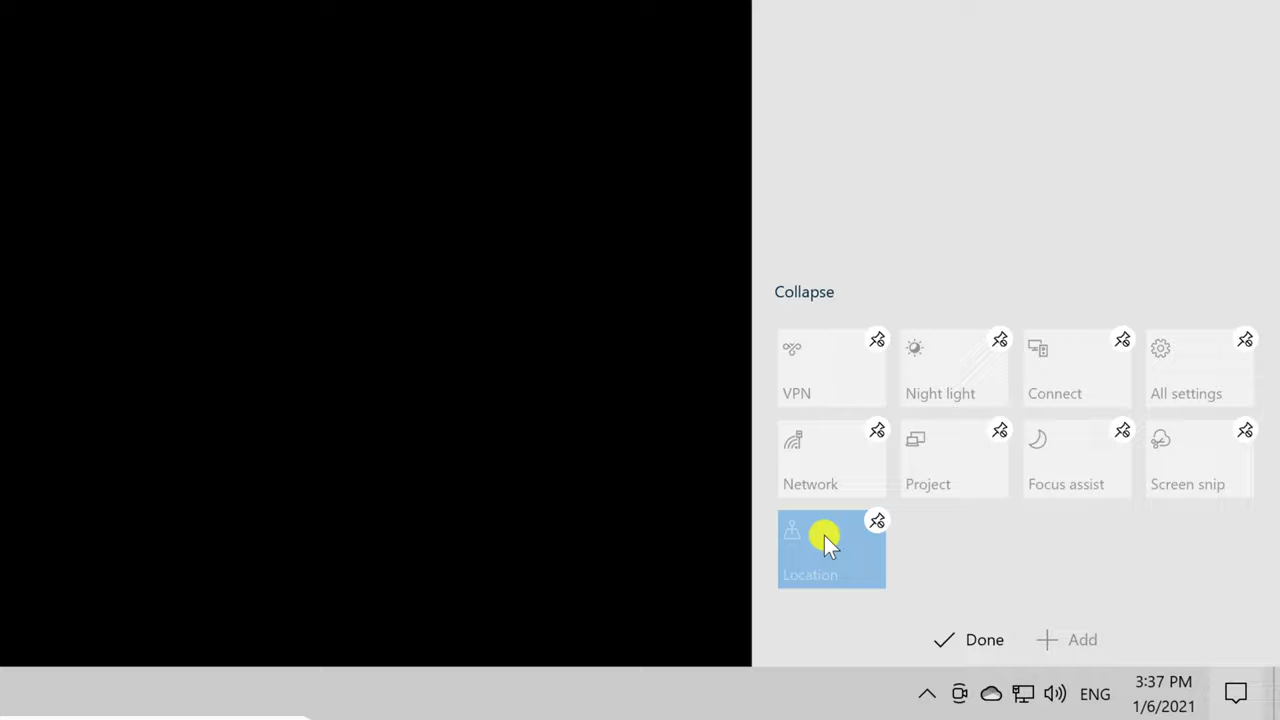 Collapse
VPN
Night light
Connect
All settings
Network
Project
Focus assist
Screen snip
Location
Done
Add
ENG
3:37 PM
1/6/2021